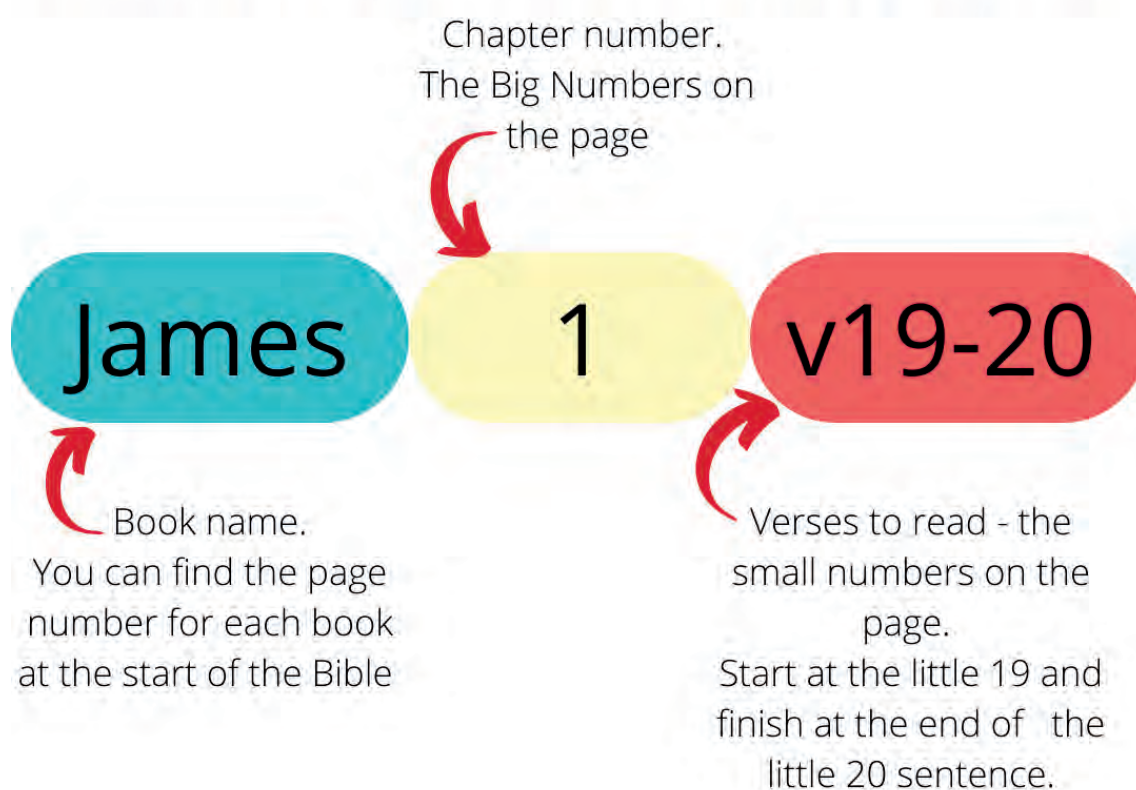 Chapter number.
The Big Numbers on
the page
James 1 v19-20
Book name.
You can find the page
number for each book
at the start of the Bible
Verses to read - the
small numbers on the
page.
Start at the little 19 and
finish at the end of the
little 20 sentence.